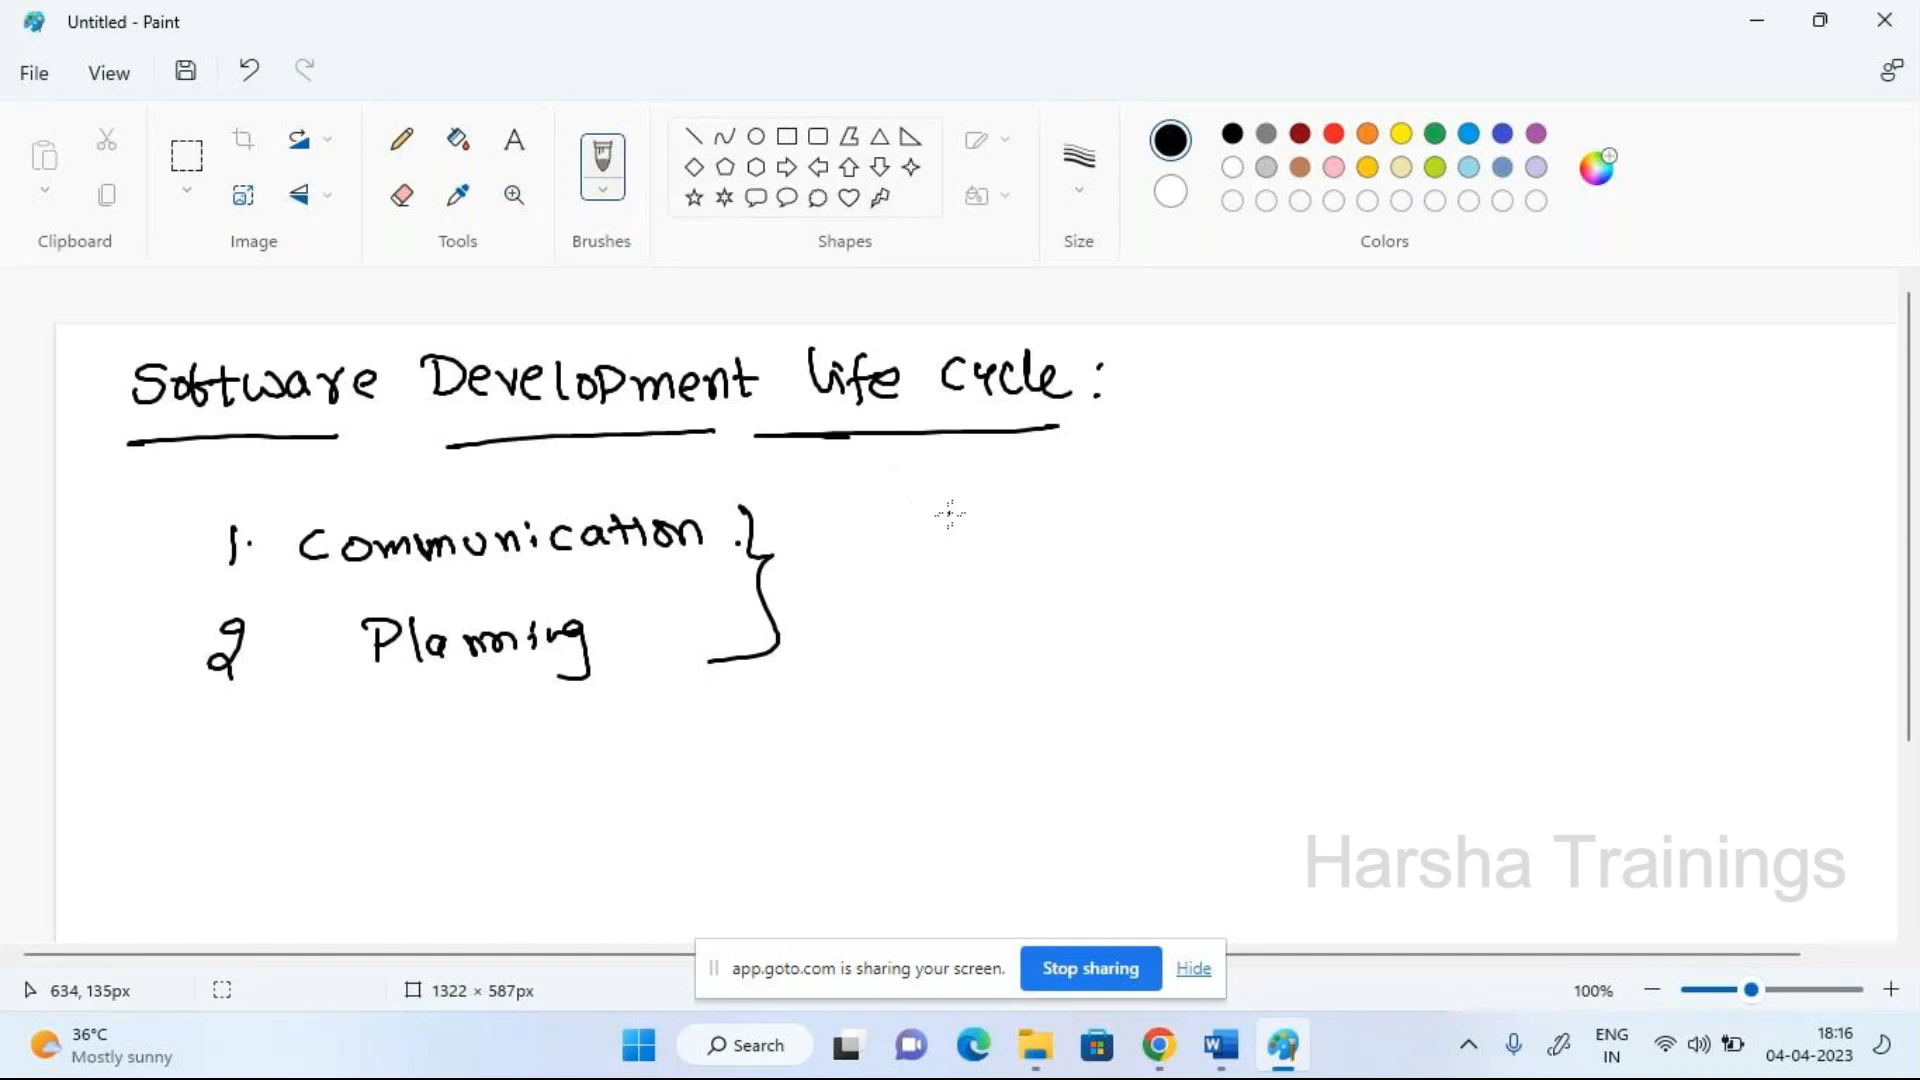 Untitled - Paint
File View
Clipboard Image Tools Brushes Shapes Size Colors
Software Development life Cycle :
1. Communication .
2 Planning
Harsha Trainings
app.goto.com is sharing your screen. Stop sharing Hide
634, 135px 1322 × 587px 100%
36°C
Mostly sunny
Search
ENG
IN
18:16
04-04-2023